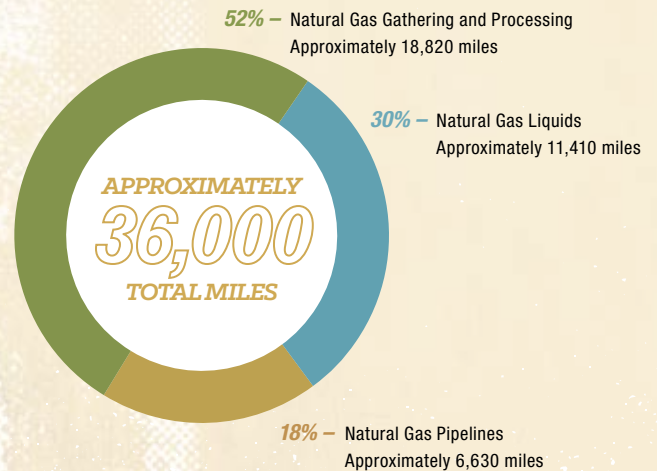 52% – Natural Gas Gathering and Processing
Approximately 18,820 miles
30% – Natural Gas Liquids
Approximately 11,410 miles
APPROXIMATELY
36,000
TOTAL MILES
18% – Natural Gas Pipelines
Approximately 6,630 miles